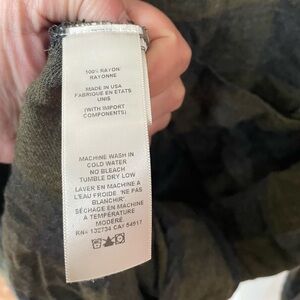 100% RAYON/
RAYONNE
MADE IN USA
FABRIQUE EN ETATS
UNIS
(WITH IMPORT
COMPONENTS)
MACHINE WASH IN
COLD WATER
NO BLEACH
TUMBLE DRY LOW
LAVER EN MACHINE À
L'EAU FROIDE 'NE PAS
BLANCHIR'
SÉCHAGE EN MACHINE
A TEMPÉRATURE
MODÉRÉ.
RN# 132734 CA# 54917